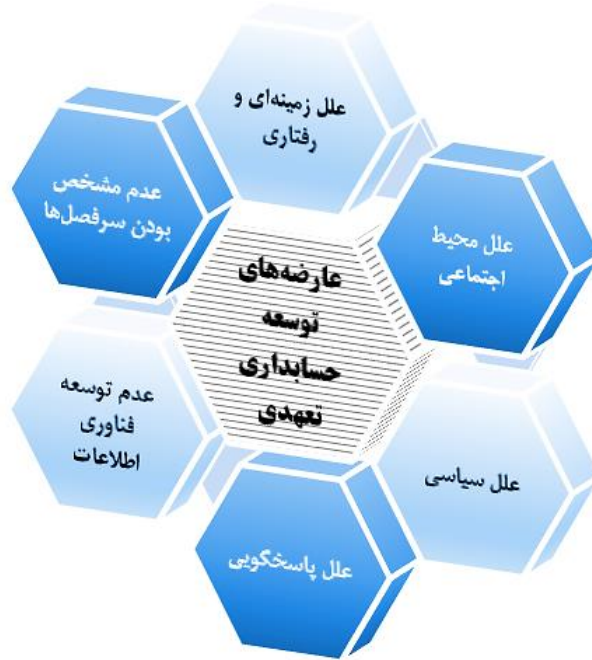 علل زمینه‌ای و
رفتاری
علل محیط
اجتماعی
عدم مشخص
بودن سرفصل‌ها
عارضه‌های
توسعه
حسابداری
تعهدی
علل سیاسی
عدم توسعه
فناوری
اطلاعات
علل پاسخگویی